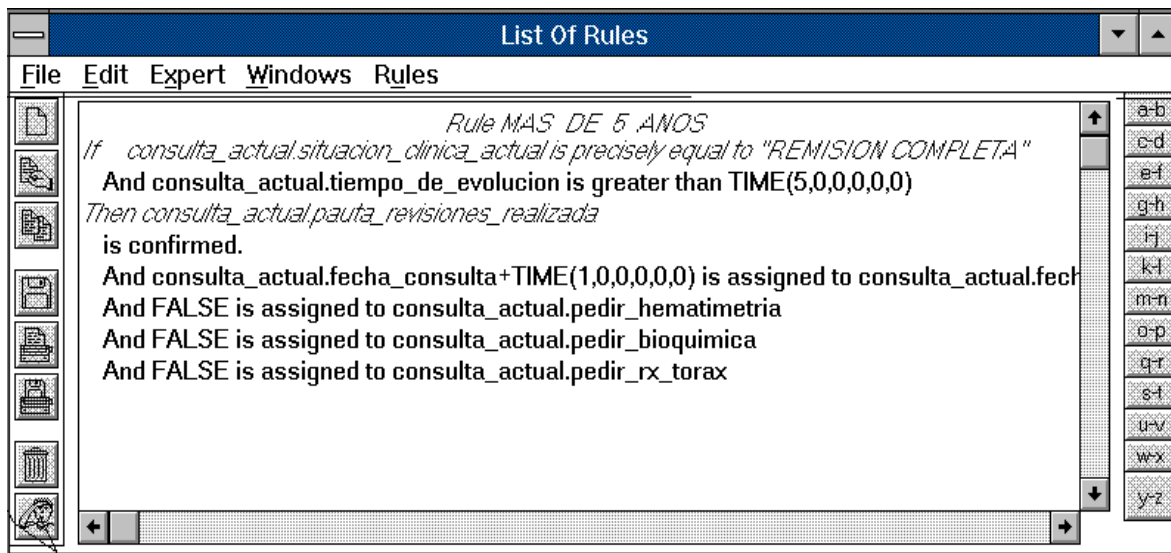 List Of Rules
File Edit Expert Windows Rules
Rule MAS DE 5 ANOS
If consulta_actual.situacion_clinica_actual is precisely equal to "REMISION COMPLETA"
And consulta_actual.tiempo_de_evolucion is greater than TIME(5,0,0,0,0,0)
Then consulta_actual.pauta_revisiones_realizada
is confirmed.
And consulta_actual.fecha_consulta+TIME(1,0,0,0,0,0) is assigned to consulta_actual.fech
And FALSE is assigned to consulta_actual.pedir_hematimetria
And FALSE is assigned to consulta_actual.pedir_bioquimica
And FALSE is assigned to consulta_actual.pedir_rx_torax
a-b
c-d
e-f
g-h
i-j
k-l
m-n
o-p
q-r
s-t
u-v
w-x
y-z